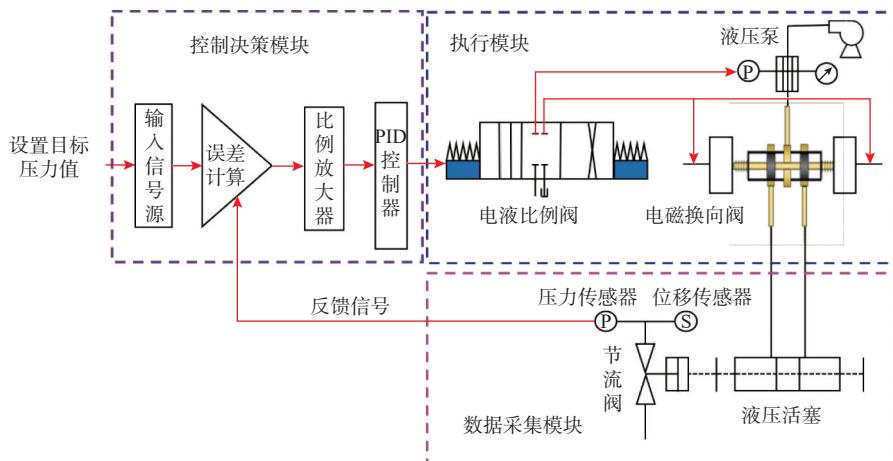 控制决策模块
设置目标
压力值
输入信号源
误差
计算
比例放大器
PID
控制器
反馈信号
执行模块
液压泵
P
电液比例阀
电磁换向阀
压力传感器
位移传感器
P
S
节流阀
液压活塞
数据采集模块